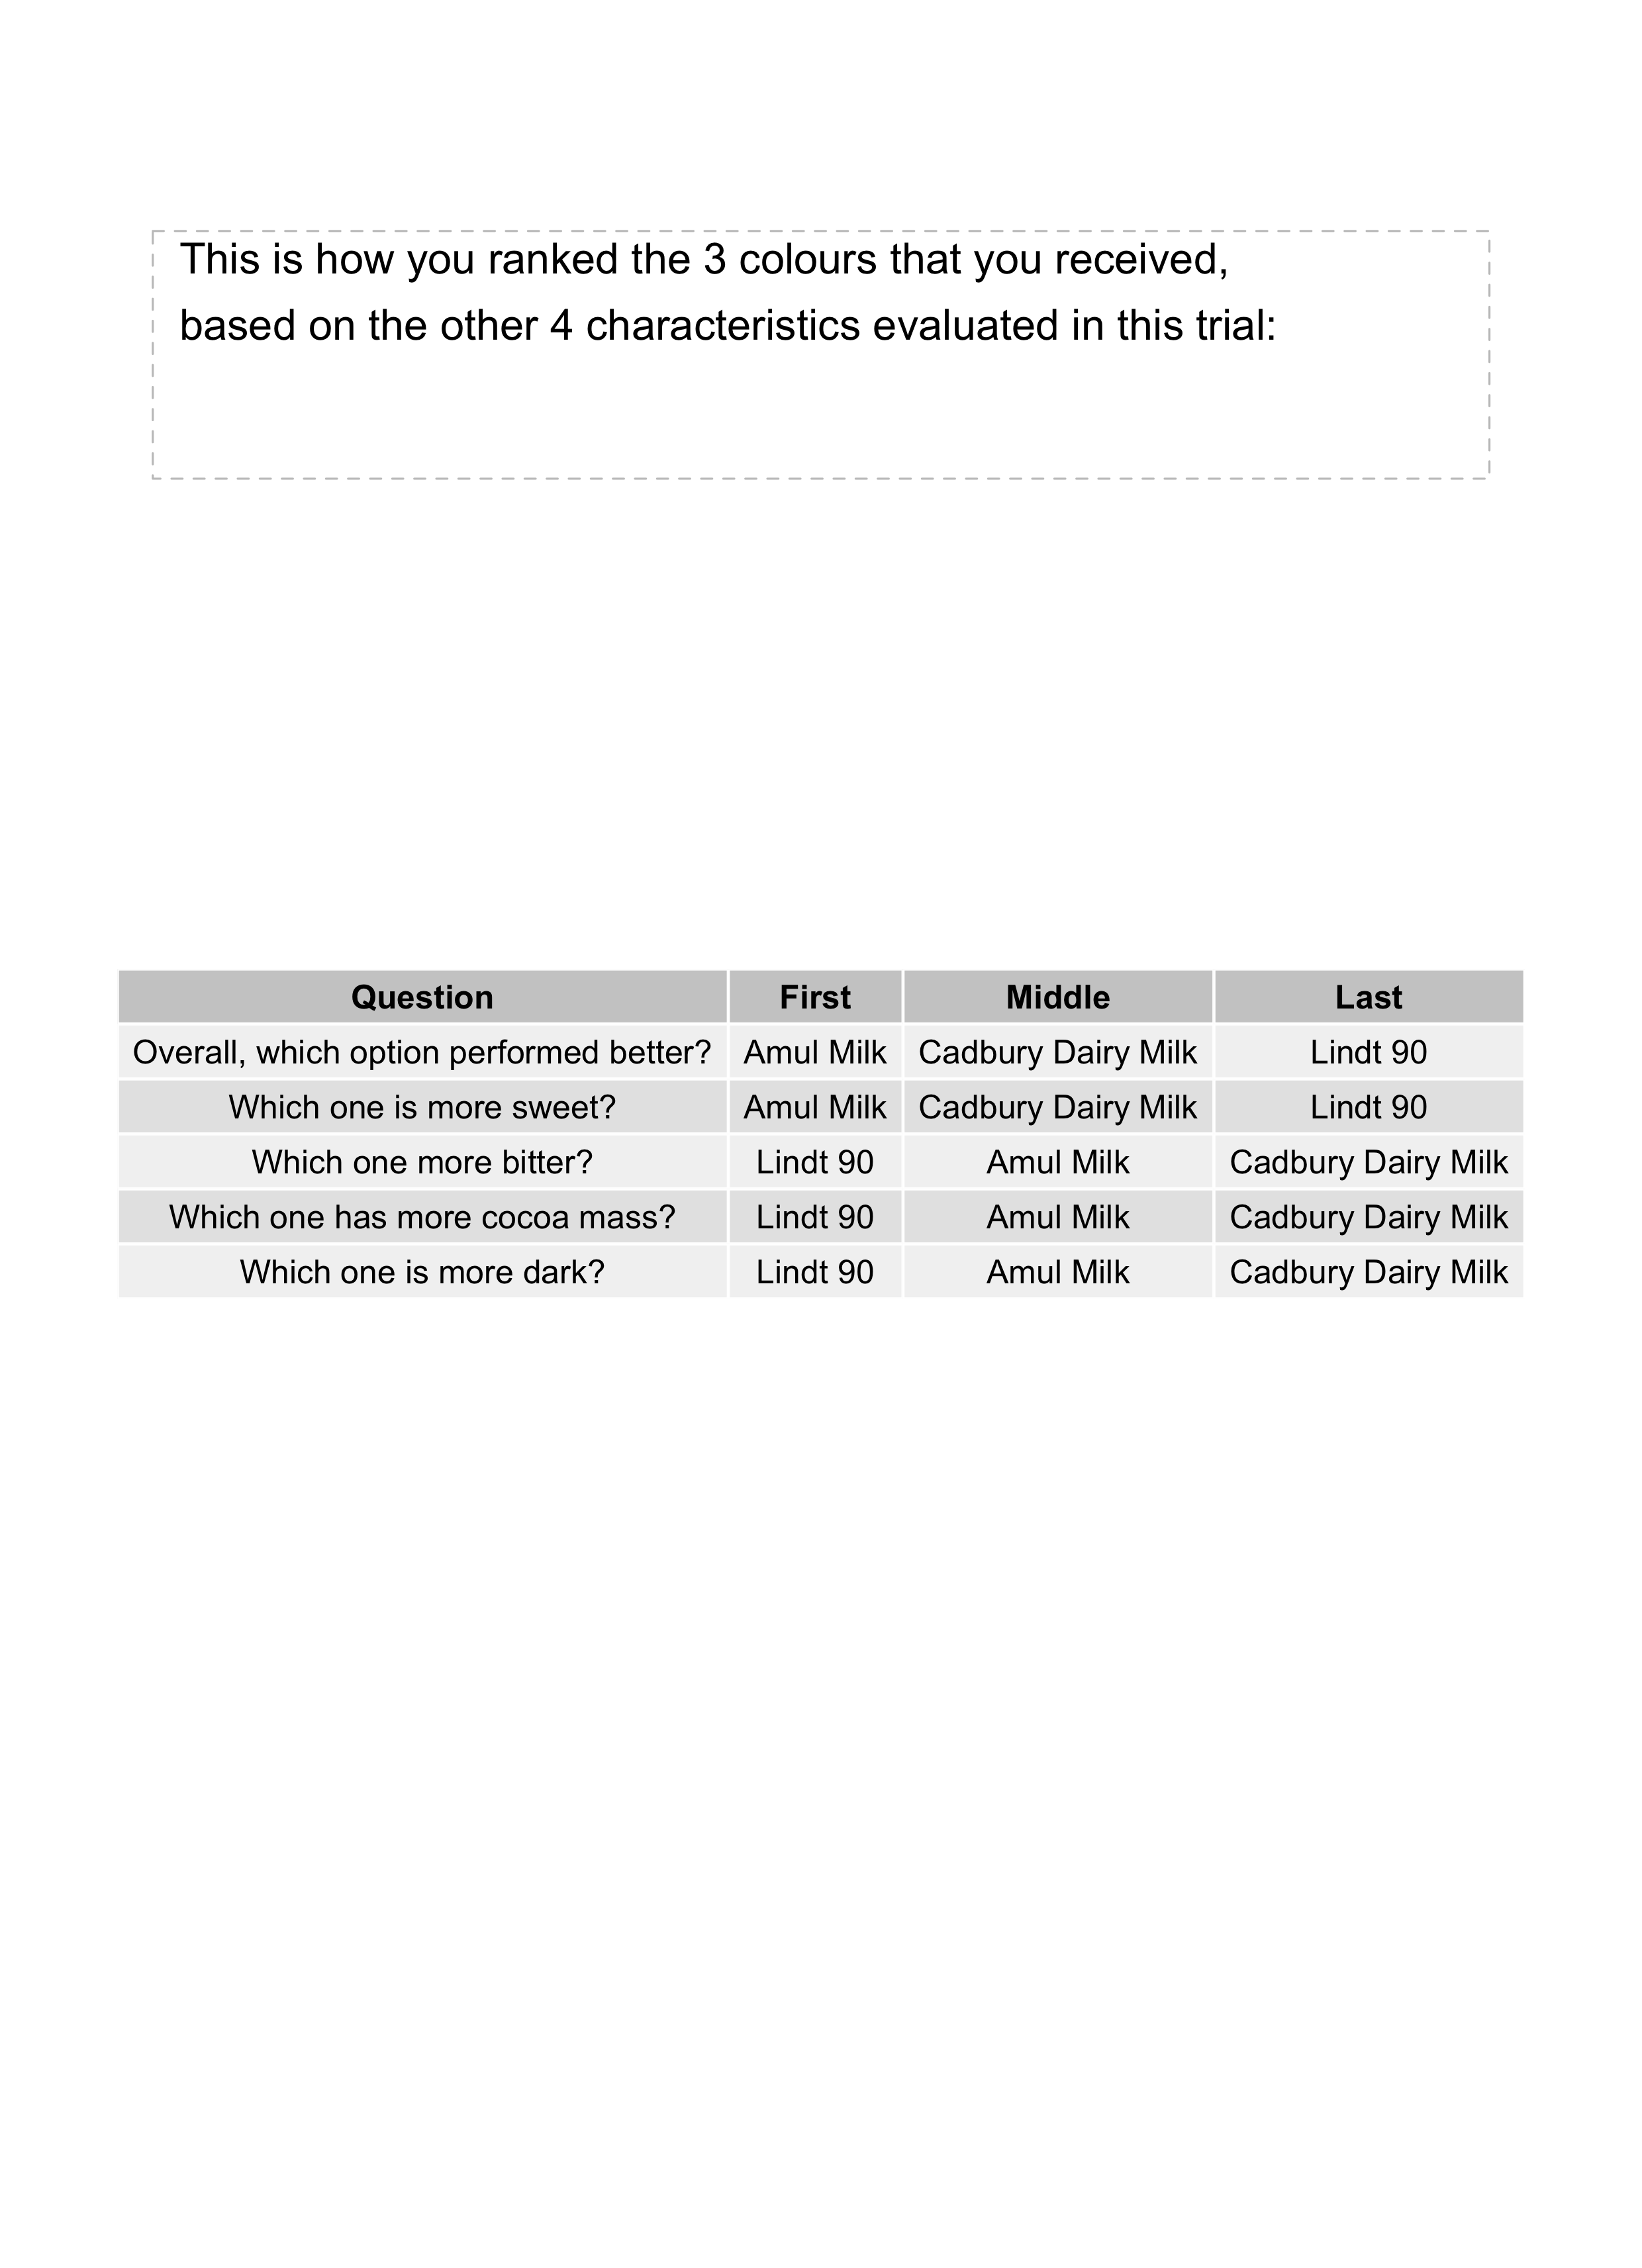 This is how you ranked the 3 colours that you received,
based on the other 4 characteristics evaluated in this trial:
Question First Middle Last
Overall, which option performed better? Amul Milk Cadbury Dairy Milk Lindt 90
Which one is more sweet? Amul Milk Cadbury Dairy Milk Lindt 90
Which one more bitter? Lindt 90 Amul Milk Cadbury Dairy Milk
Which one has more cocoa mass? Lindt 90 Amul Milk Cadbury Dairy Milk
Which one is more dark? Lindt 90 Amul Milk Cadbury Dairy Milk